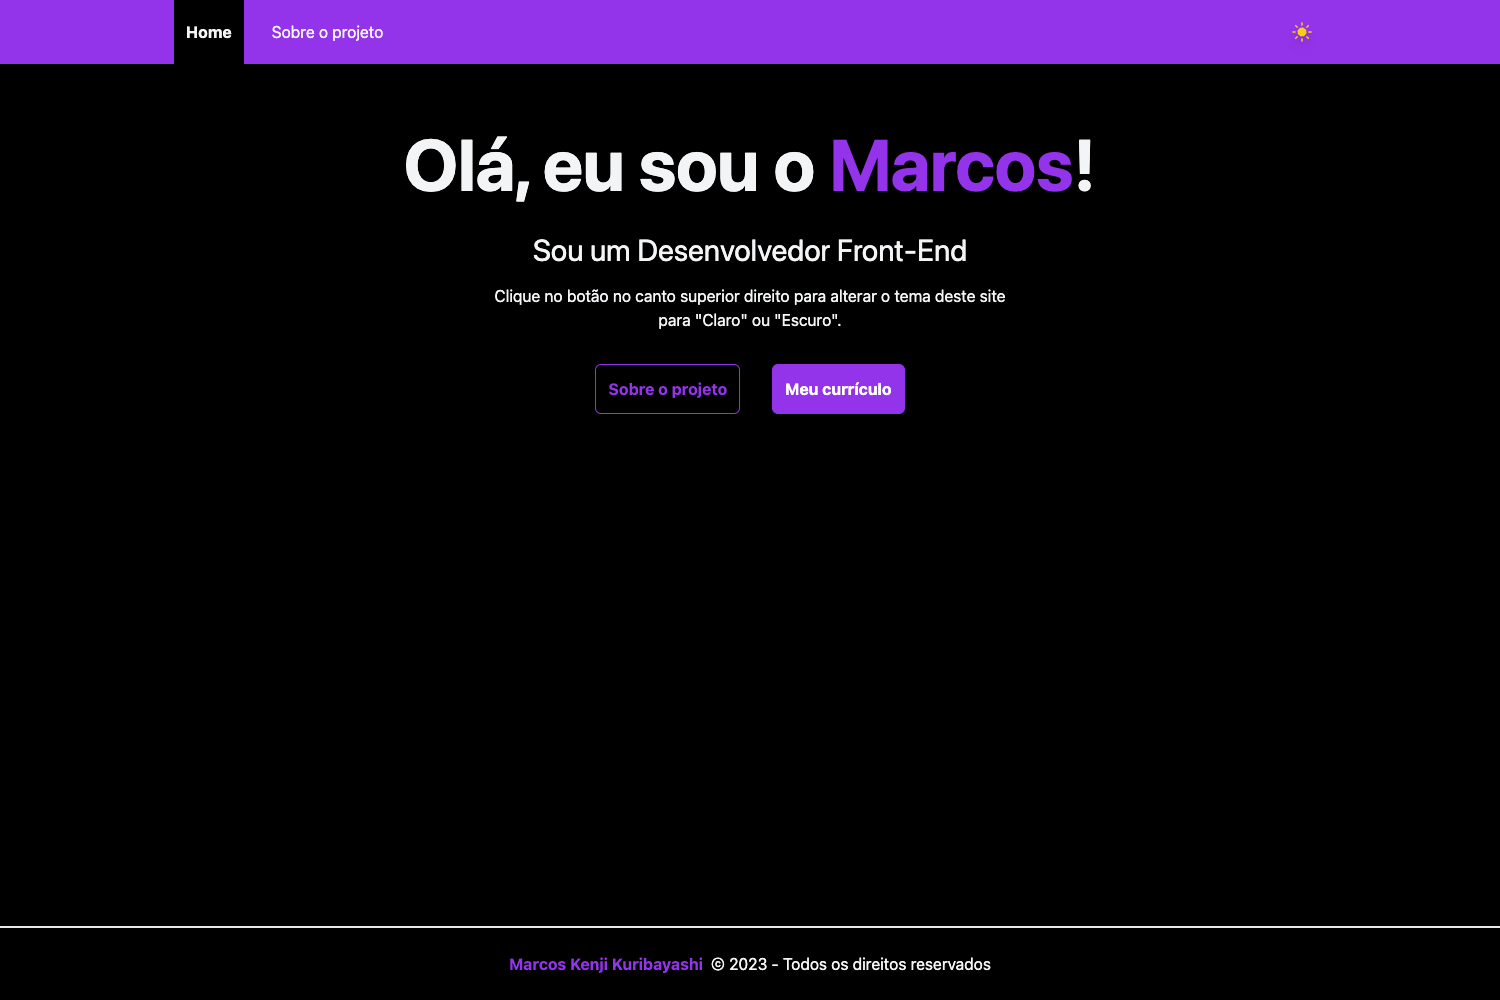 Home
Sobre o projeto
Olá, eu sou o Marcos!
Sou um Desenvolvedor Front-End
Clique no botão no canto superior direito para alterar o tema deste site
para "Claro" ou "Escuro".
Sobre o projeto
Meu currículo
Marcos Kenji Kuribayashi © 2023 - Todos os direitos reservados